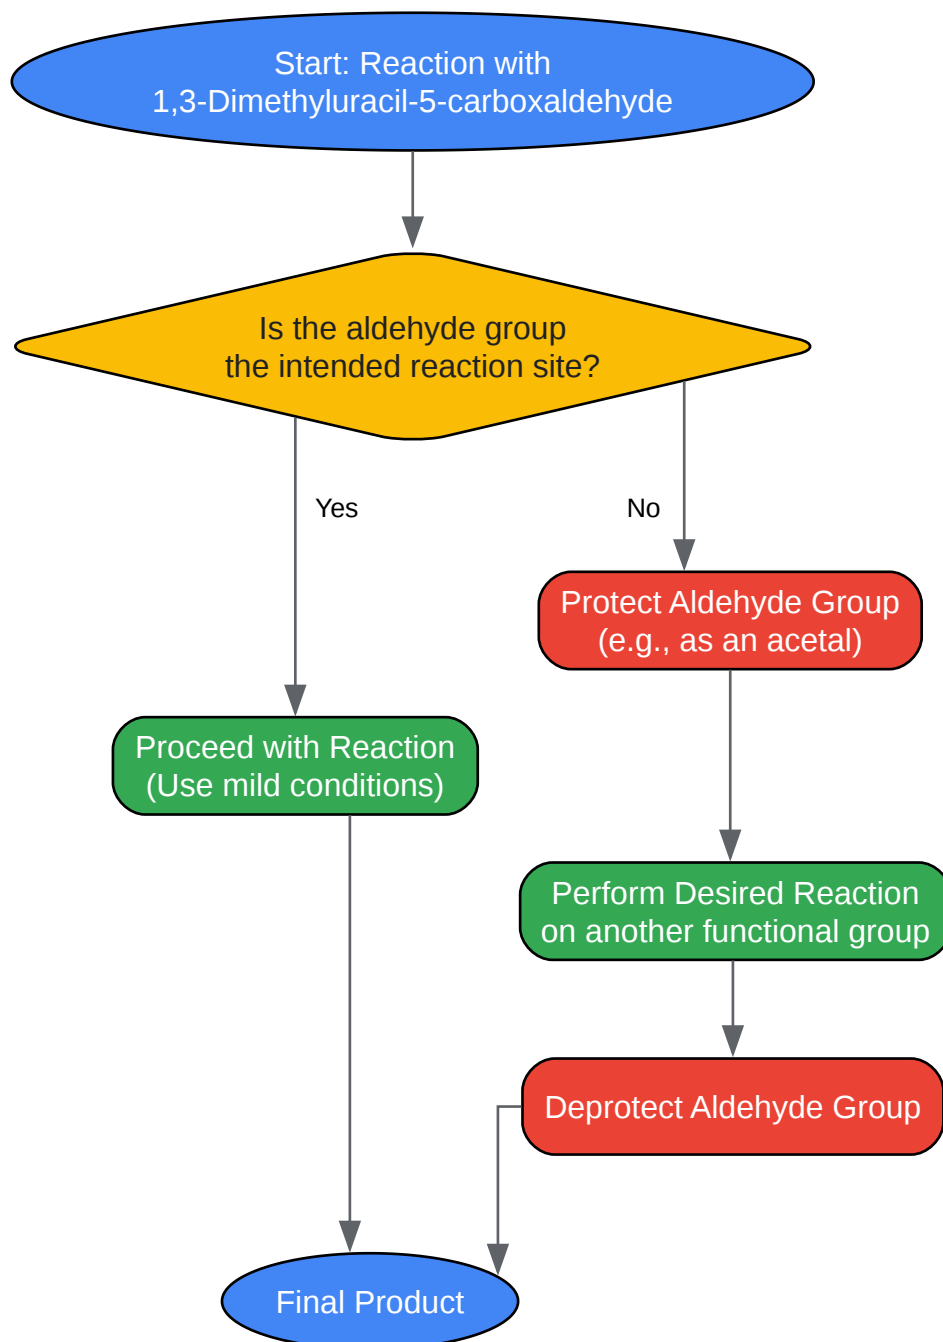 Start: Reaction with
1,3-Dimethyluracil-5-carboxaldehyde
Is the aldehyde group
the intended reaction site?
Yes
No
Protect Aldehyde Group
(e.g., as an acetal)
Proceed with Reaction
(Use mild conditions)
Perform Desired Reaction
on another functional group
Deprotect Aldehyde Group
Final Product